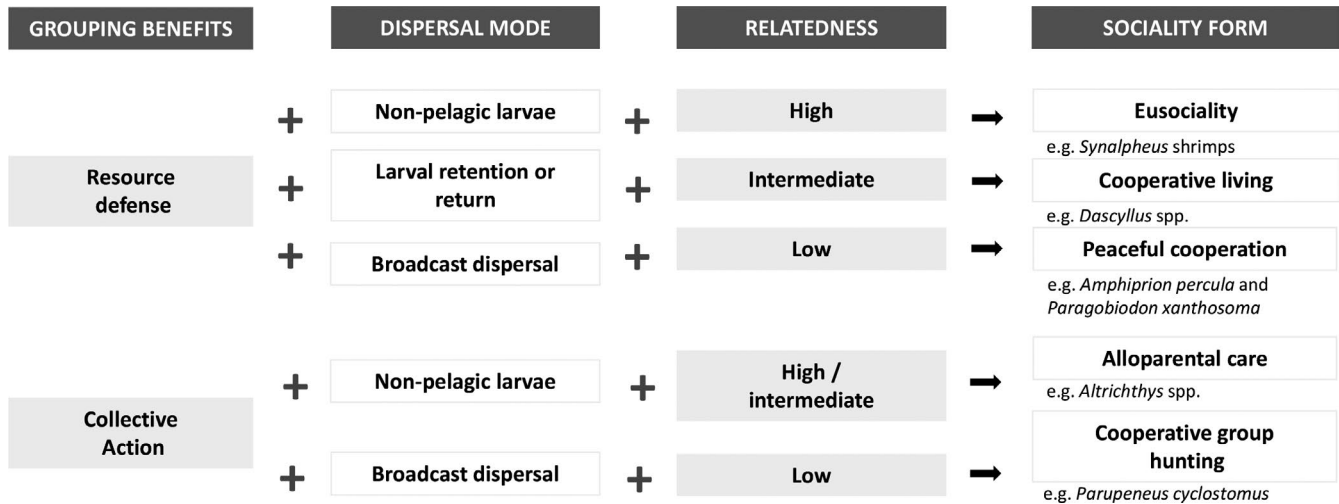 GROUPING BENEFITS
DISPERSAL MODE
RELATEDNESS
SOCIALITY FORM
Resource
defense
+
Non-pelagic larvae
+
High
Eusociality
e.g. Synalpheus shrimps
+
Larval retention or
return
+
Intermediate
Cooperative living
e.g. Dascyllus spp.
+
Broadcast dispersal
+
Low
Peaceful cooperation
e.g. Amphiprion percula and
Paragobiodon xanthosoma
Collective
Action
+
Non-pelagic larvae
+
High /
intermediate
Alloparental care
e.g. Altrichthys spp.
+
Broadcast dispersal
+
Low
Cooperative group
hunting
e.g. Parupeneus cyclostomus